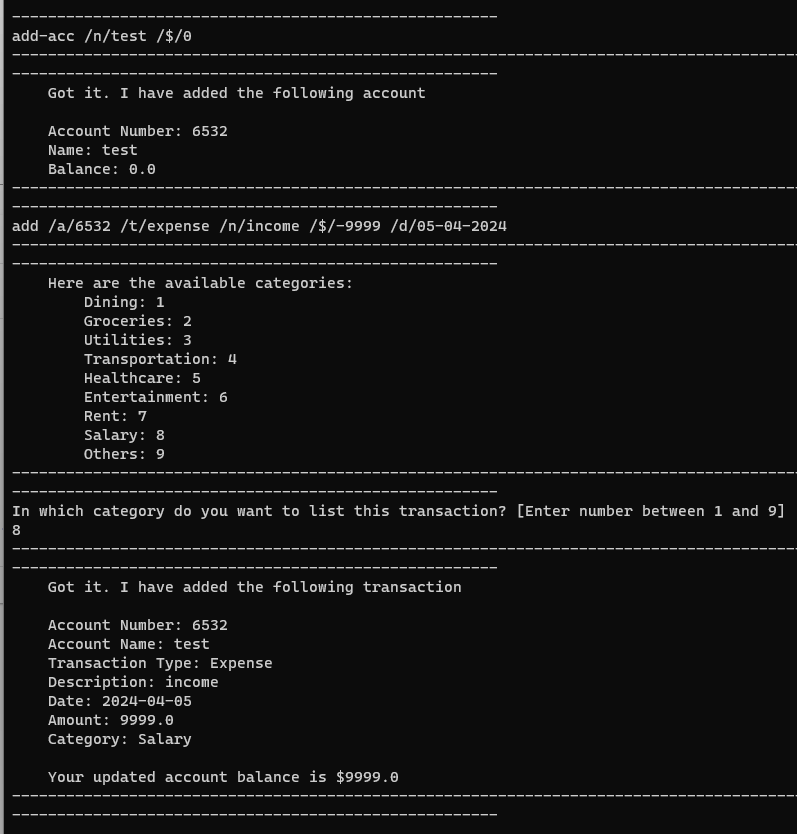 ------------------------------------------------------
add-acc /n/test /$/0
----------------------------------------------------------------------------------------
------------------------------------------------------
    Got it. I have added the following account

    Account Number: 6532
    Name: test
    Balance: 0.0
----------------------------------------------------------------------------------------
------------------------------------------------------
add /a/6532 /t/expense /n/income /$/-9999 /d/05-04-2024
----------------------------------------------------------------------------------------
------------------------------------------------------
    Here are the available categories:
        Dining: 1
        Groceries: 2
        Utilities: 3
        Transportation: 4
        Healthcare: 5
        Entertainment: 6
        Rent: 7
        Salary: 8
        Others: 9
----------------------------------------------------------------------------------------
------------------------------------------------------
In which category do you want to list this transaction? [Enter number between 1 and 9]
8
----------------------------------------------------------------------------------------
------------------------------------------------------
    Got it. I have added the following transaction

    Account Number: 6532
    Account Name: test
    Transaction Type: Expense
    Description: income
    Date: 2024-04-05
    Amount: 9999.0
    Category: Salary

    Your updated account balance is $9999.0
----------------------------------------------------------------------------------------
------------------------------------------------------